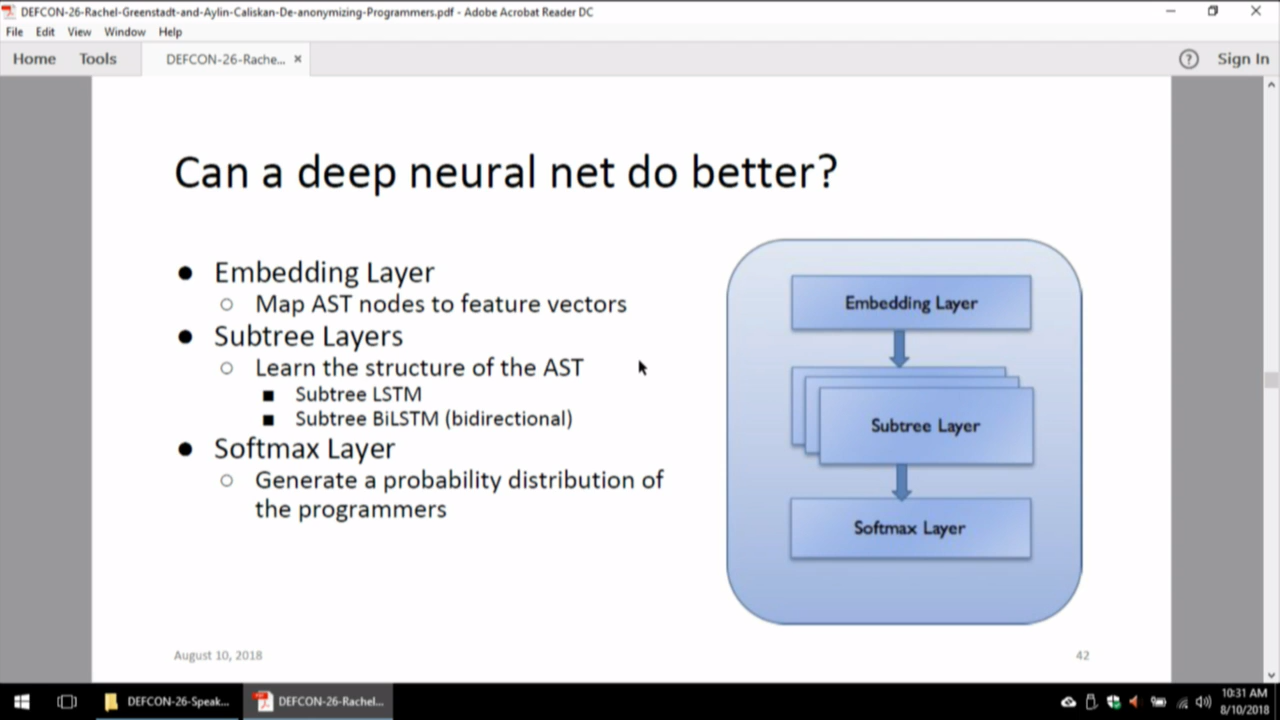 DEFCON-26-Rachel-Greenstadt-and-Aylin-Caliskan-De-anonymizing-Programmers.pdf - Adobe Acrobat Reader DC
File Edit View Window Help
Home Tools DEFCON-26-Rache... × ? Sign In
Can a deep neural net do better?
● Embedding Layer
○ Map AST nodes to feature vectors
● Subtree Layers
○ Learn the structure of the AST
■ Subtree LSTM
■ Subtree BiLSTM (bidirectional)
● Softmax Layer
○ Generate a probability distribution of
the programmers
Embedding Layer
Subtree Layer
Softmax Layer
August 10, 2018 42
DEFCON-26-Speak... DEFCON-26-Rachel...
10:31 AM
8/10/2018